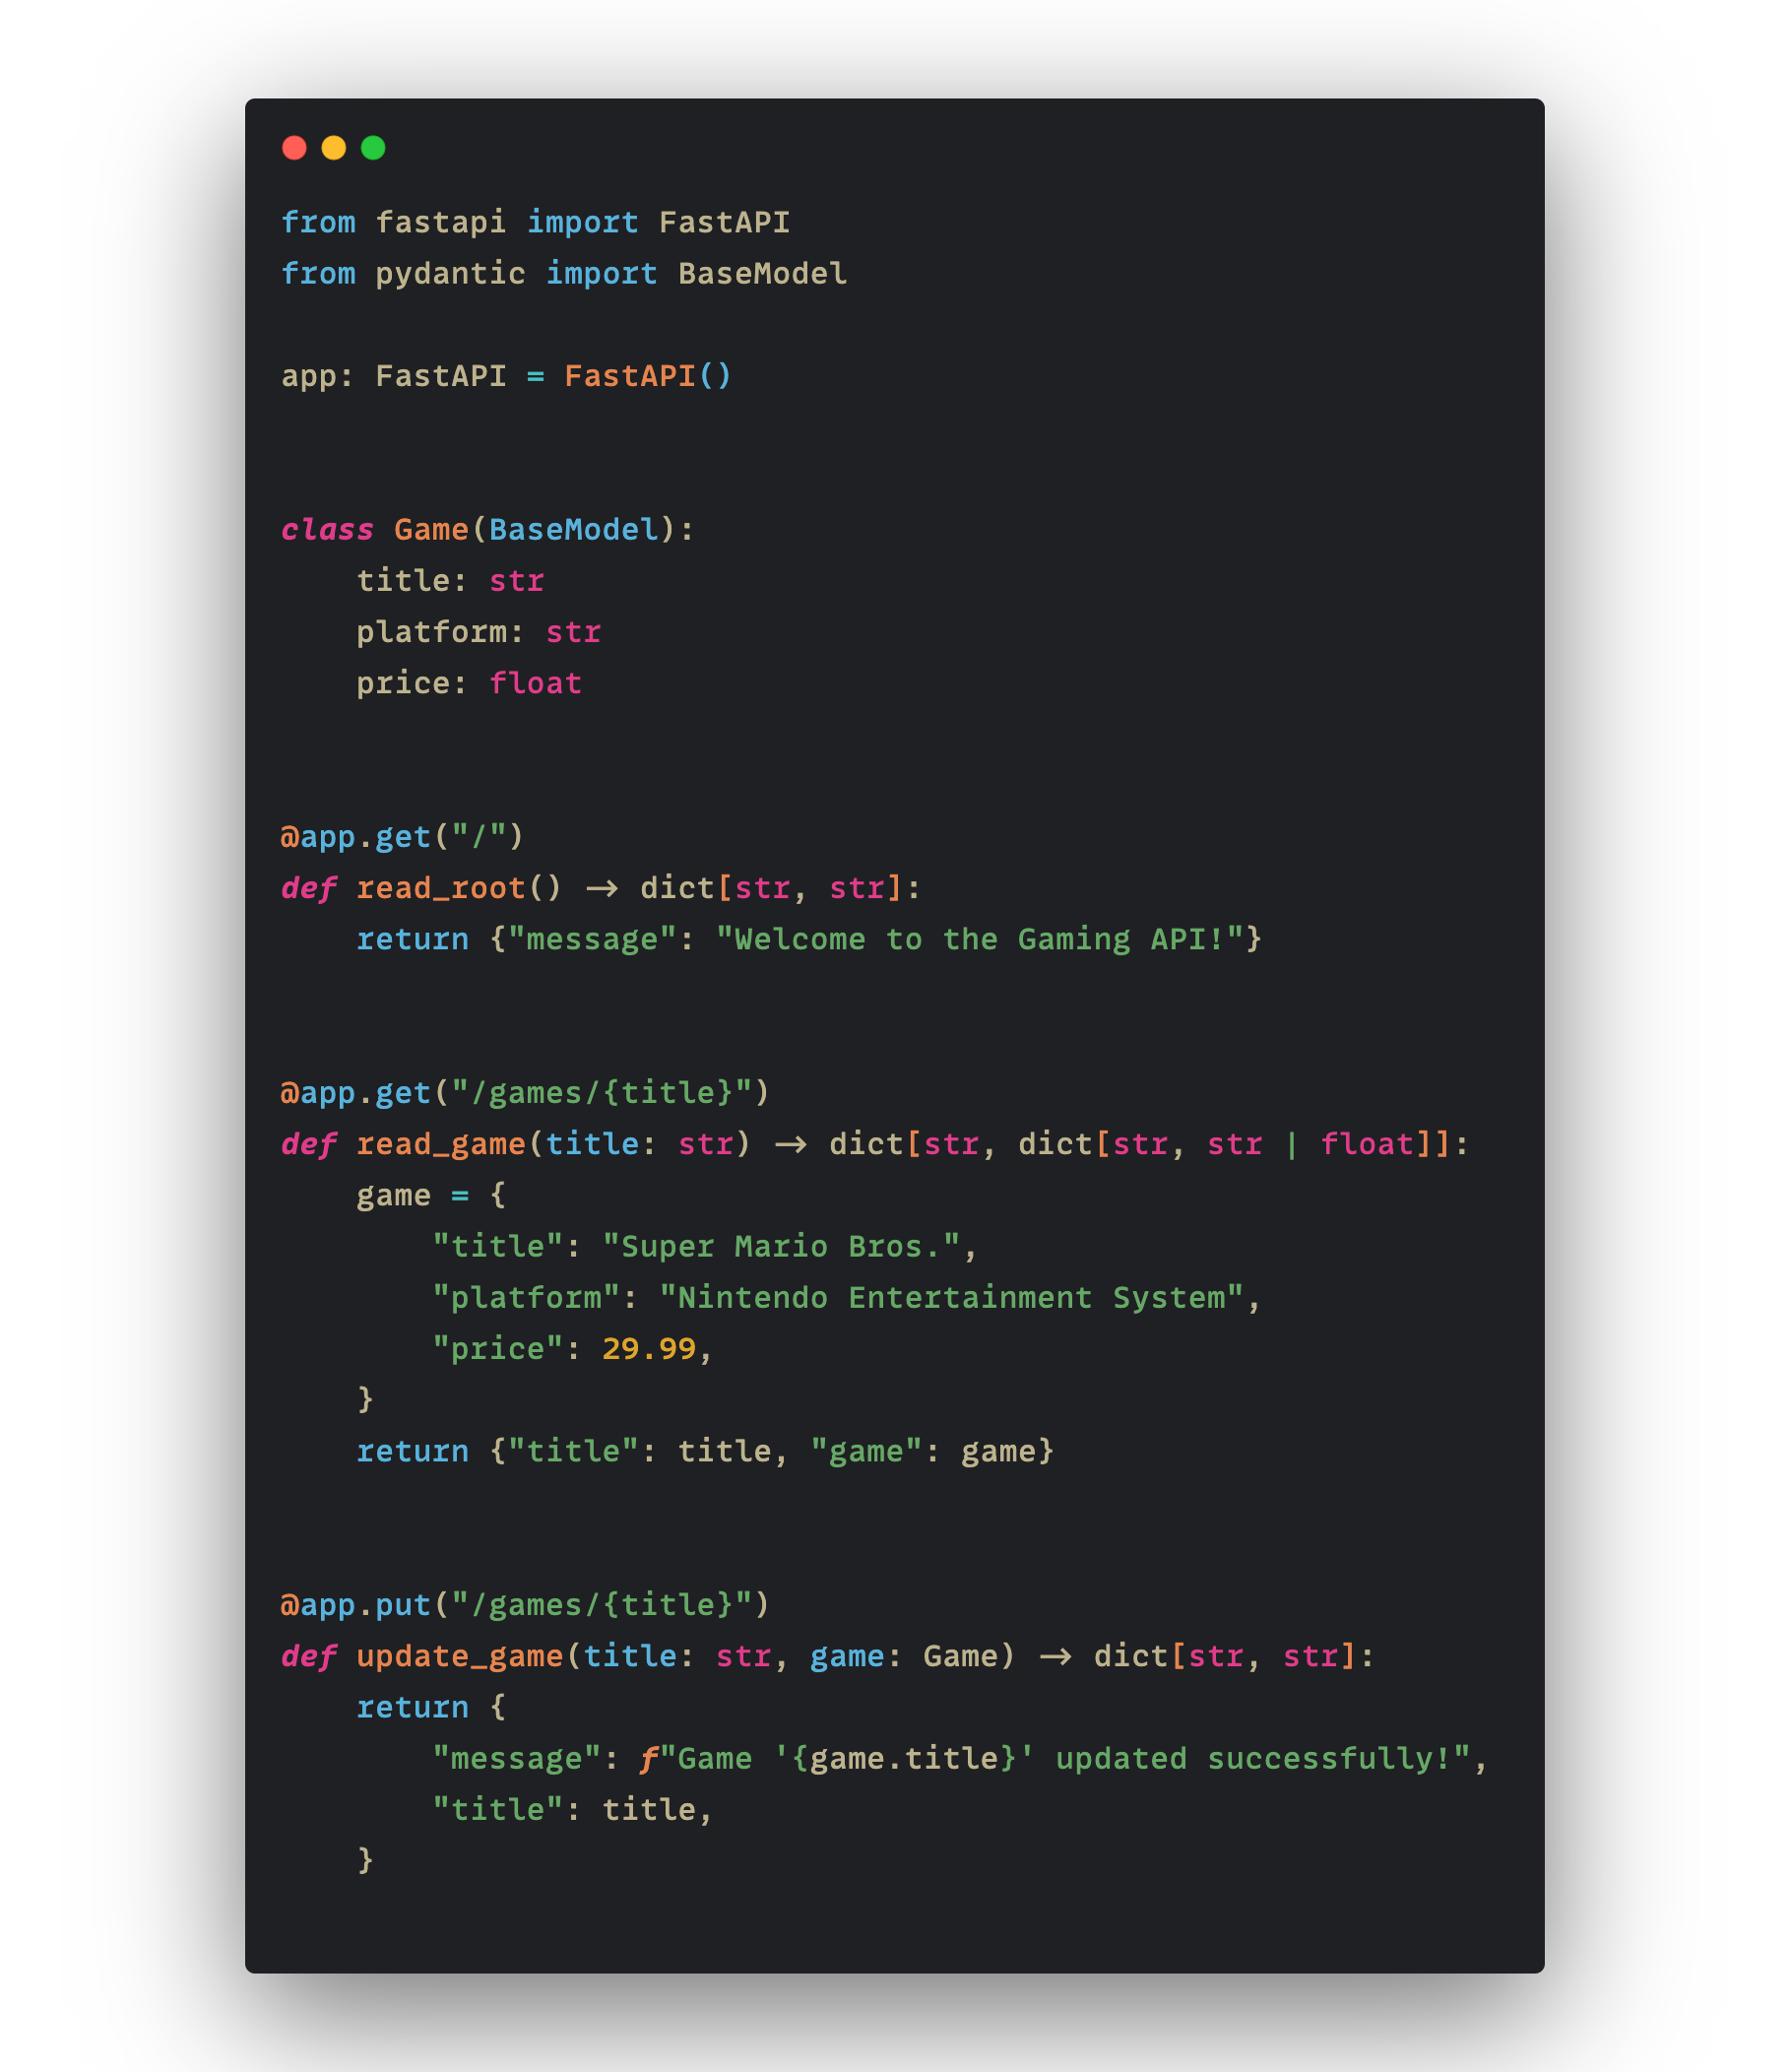 from fastapi import FastAPI
from pydantic import BaseModel

app: FastAPI = FastAPI()


class Game(BaseModel):
    title: str
    platform: str
    price: float


@app.get("/")
def read_root() -> dict[str, str]:
    return {"message": "Welcome to the Gaming API!"}


@app.get("/games/{title}")
def read_game(title: str) -> dict[str, dict[str, str | float]]:
    game = {
        "title": "Super Mario Bros.",
        "platform": "Nintendo Entertainment System",
        "price": 29.99,
    }
    return {"title": title, "game": game}


@app.put("/games/{title}")
def update_game(title: str, game: Game) -> dict[str, str]:
    return {
        "message": f"Game '{game.title}' updated successfully!",
        "title": title,
    }